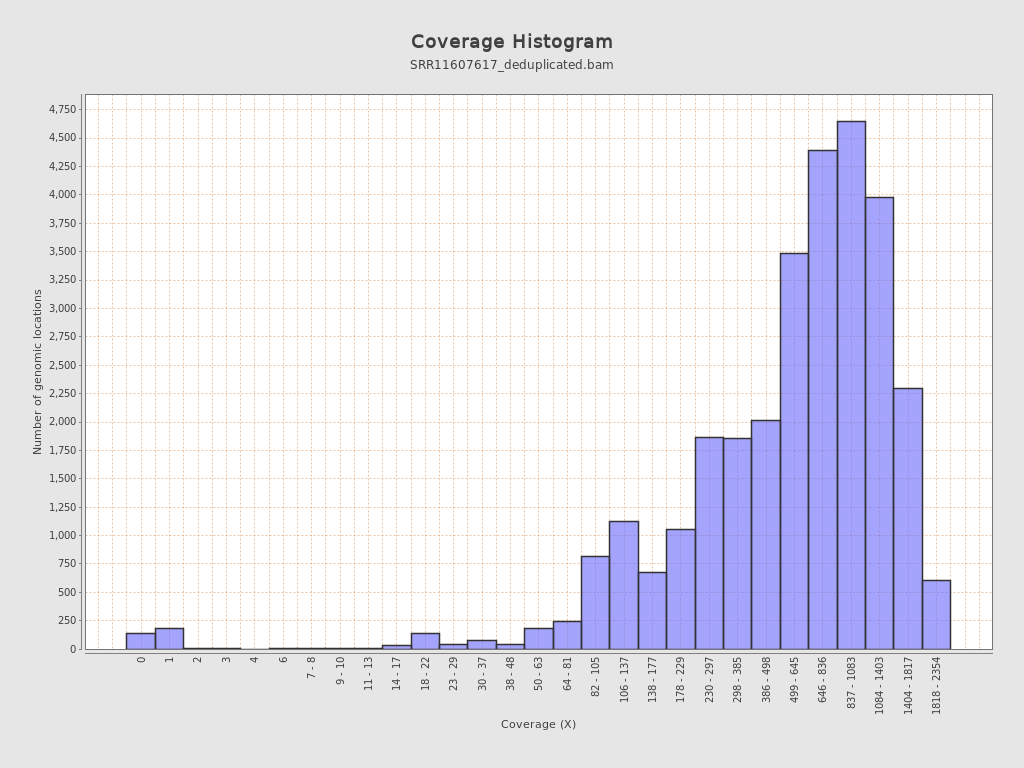 Coverage Histogram
SRR11607617_deduplicated.bam
Number of genomic locations
4,750
4,500
4,250
4,000
3,750
3,500
3,250
3,000
2,750
2,500
2,250
2,000
1,750
1,500
1,250
1,000
750
500
250
0
0
1
2
3
4
6
7 - 8
9 - 10
11 - 13
14 - 17
18 - 22
23 - 29
30 - 37
38 - 48
50 - 63
64 - 81
82 - 105
106 - 137
138 - 177
178 - 229
230 - 297
298 - 385
386 - 498
499 - 645
646 - 836
837 - 1083
1084 - 1403
1404 - 1817
1818 - 2354
Coverage (X)